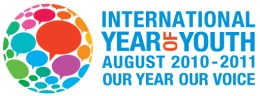 INTERNATIONAL
YEAR OF YOUTH
AUGUST 2010-2011
OUR YEAR OUR VOICE